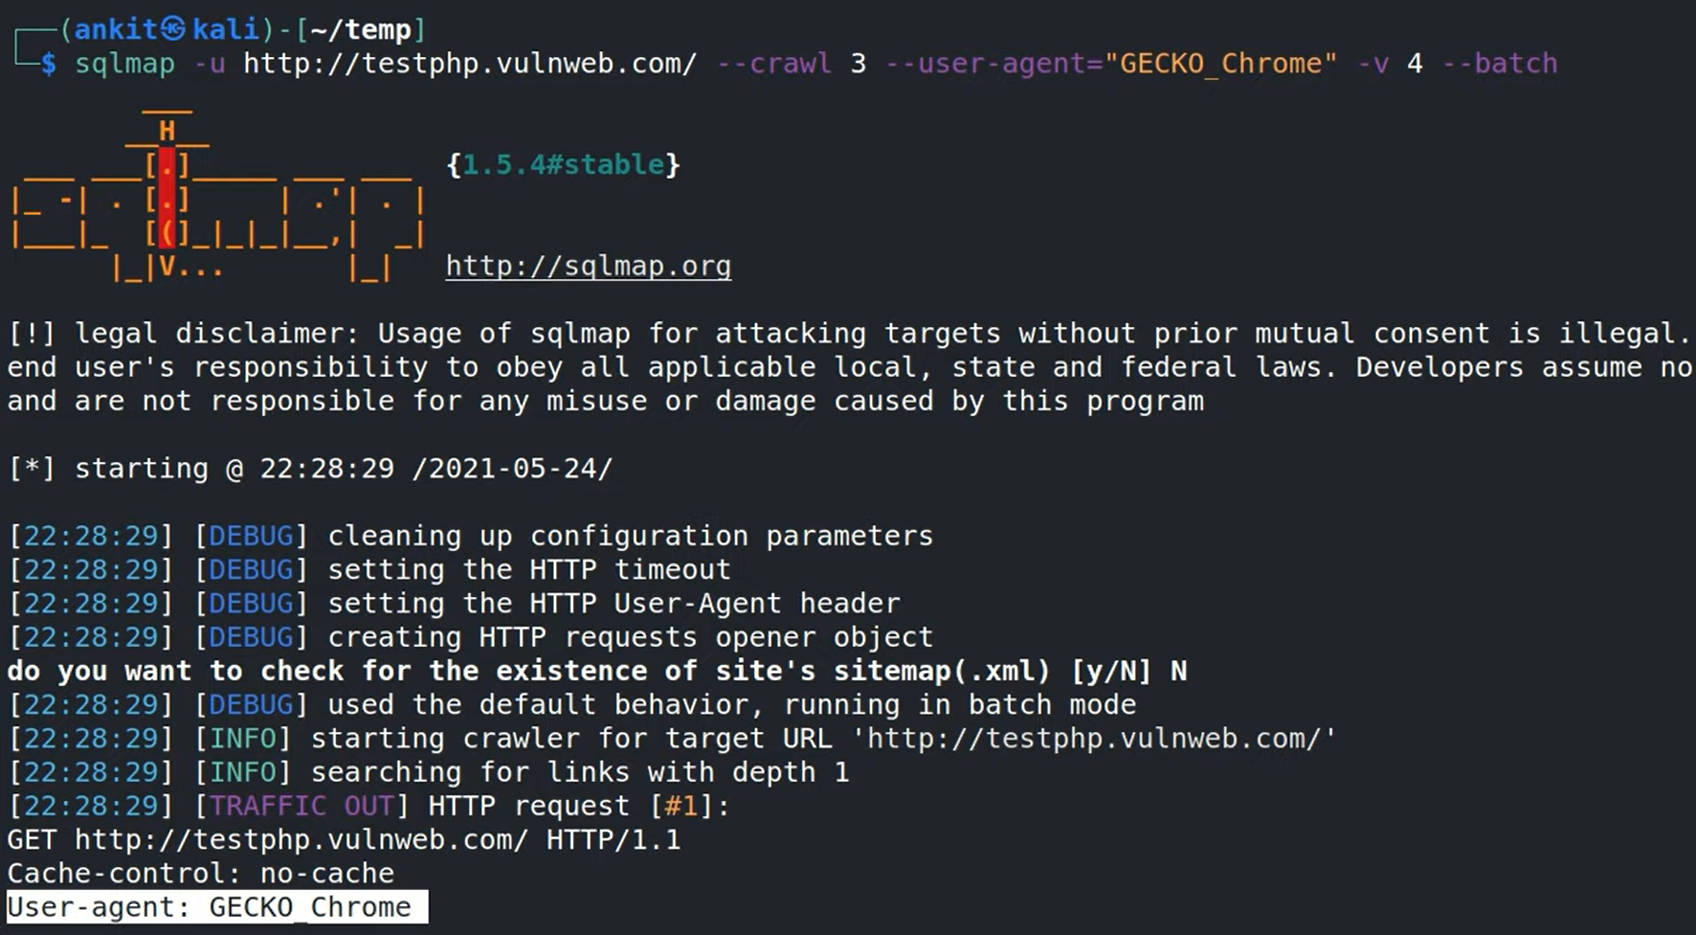 (ankit㉿kali)-[~/temp]
$ sqlmap -u http://testphp.vulnweb.com/ --crawl 3 --user-agent="GECKO_Chrome" -v 4 --batch
        ___
       __H__
 ___ ___[.]_____ ___ ___  {1.5.4#stable}
|_ -| . [.]     | .'| . |
|___|_  [(]_|_|_|__,|  _|
      |_|V...       |_|   http://sqlmap.org
[!] legal disclaimer: Usage of sqlmap for attacking targets without prior mutual consent is illegal.
end user's responsibility to obey all applicable local, state and federal laws. Developers assume no
and are not responsible for any misuse or damage caused by this program
[*] starting @ 22:28:29 /2021-05-24/
[22:28:29] [DEBUG] cleaning up configuration parameters
[22:28:29] [DEBUG] setting the HTTP timeout
[22:28:29] [DEBUG] setting the HTTP User-Agent header
[22:28:29] [DEBUG] creating HTTP requests opener object
do you want to check for the existence of site's sitemap(.xml) [y/N] N
[22:28:29] [DEBUG] used the default behavior, running in batch mode
[22:28:29] [INFO] starting crawler for target URL 'http://testphp.vulnweb.com/'
[22:28:29] [INFO] searching for links with depth 1
[22:28:29] [TRAFFIC OUT] HTTP request [#1]:
GET http://testphp.vulnweb.com/ HTTP/1.1
Cache-control: no-cache
User-agent: GECKO_Chrome